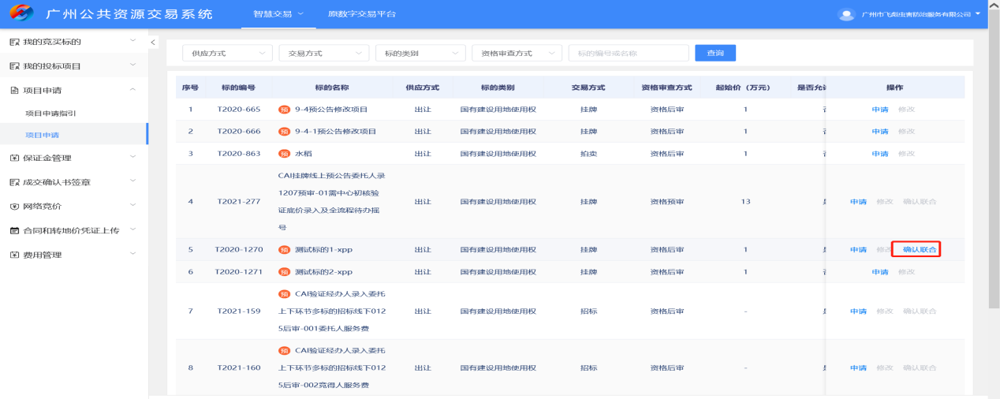 广州公共资源交易系统
智慧交易
原数字交易平台
广州市飞彪虫害防治服务有限公司
我的竞买标的
我的投标项目
项目申请
项目申请指引
项目申请
保证金管理
成交确认书签章
网络竞价
合同和转地价凭证上传
费用管理
供应方式 交易方式 标的类别 资格审查方式 标的编号或名称 查询
序号 标的编号 标的名称 供应方式 标的类别 交易方式 资格审查方式 起始价（万元） 是否允许 操作
1 T2020-665 预 9-4预公告修改项目 出让 国有建设用地使用权 挂牌 资格后审 1 申请 修改
2 T2020-666 预 9-4-1预公告修改项目 出让 国有建设用地使用权 挂牌 资格后审 1 申请 修改
3 T2020-863 预 水稻 出让 国有建设用地使用权 拍卖 资格后审 1 申请 修改
CAI挂牌线上预公告委托人录
1207预审-01需中心初核验
4 T2021-277 出让 国有建设用地使用权 挂牌 资格预审 13 申请 修改 确认联合
证底价录入及全流程待办摇
号
5 T2020-1270 预 测试标的1-xpp 出让 国有建设用地使用权 挂牌 资格后审 1 申请 修改 确认联合
6 T2020-1271 预 测试标的2-xpp 出让 国有建设用地使用权 挂牌 资格后审 1 申请 修改
预 CAI验证经办人录入委托
7 T2021-159 上下环节多标的招标线下012 出让 国有建设用地使用权 招标 资格后审 - 申请 修改 确认联合
5后审-001委托人服务费
预 CAI验证经办人录入委托
8 T2021-160 上下环节多标的招标线下012 出让 国有建设用地使用权 招标 资格后审 - 申请 修改 确认联合
5后审-002竞得人服务费